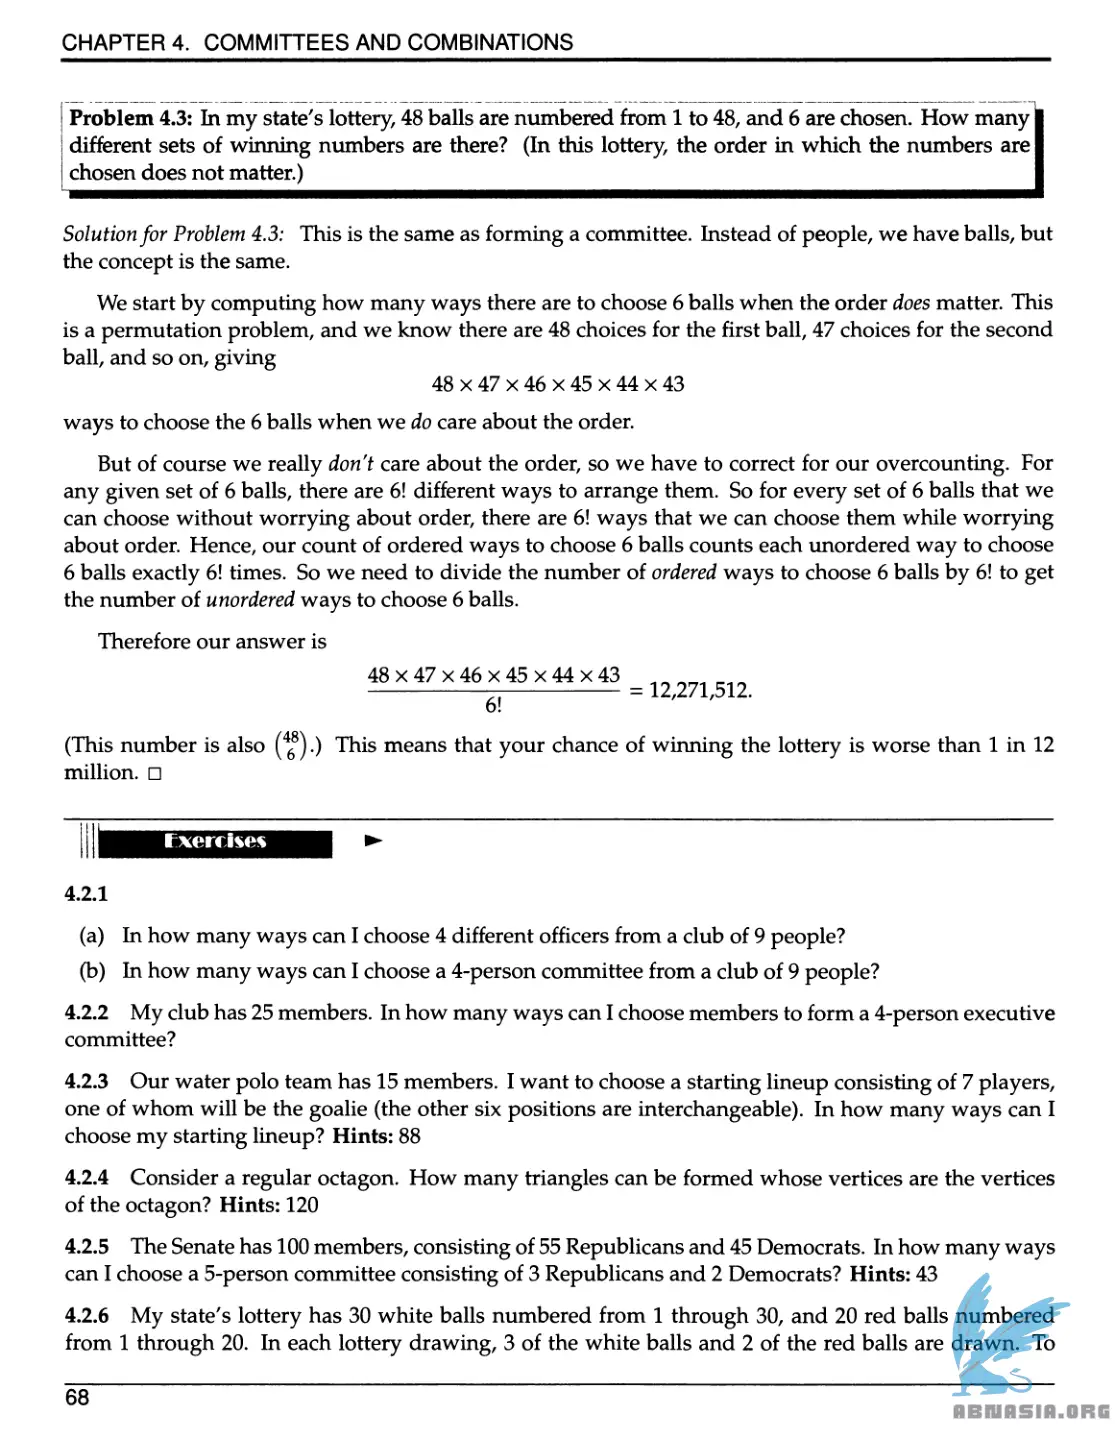 CHAPTER 4. COMMITTEES AND COMBINATIONS
Problem 4.3: In my state's lottery, 48 balls are numbered from 1 to 48, and 6 are chosen. How many
different sets of winning numbers are there? (In this lottery, the order in which the numbers are
chosen does not matter.)
Solution for Problem 4.3: This is the same as forming a committee. Instead of people, we have balls, but
the concept is the same.
We start by computing how many ways there are to choose 6 balls when the order does matter. This
is a permutation problem, and we know there are 48 choices for the first ball, 47 choices for the second
ball, and so on, giving
48 × 47 × 46 × 45 × 44 × 43
ways to choose the 6 balls when we do care about the order.
But of course we really don't care about the order, so we have to correct for our overcounting. For
any given set of 6 balls, there are 6! different ways to arrange them. So for every set of 6 balls that we
can choose without worrying about order, there are 6! ways that we can choose them while worrying
about order. Hence, our count of ordered ways to choose 6 balls counts each unordered way to choose
6 balls exactly 6! times. So we need to divide the number of ordered ways to choose 6 balls by 6! to get
the number of unordered ways to choose 6 balls.
Therefore our answer is
48 × 47 × 46 × 45 × 44 × 43
= 12,271,512.
6!
(This number is also (48 6).) This means that your chance of winning the lottery is worse than 1 in 12
million. □
Exercises
4.2.1
(a) In how many ways can I choose 4 different officers from a club of 9 people?
(b) In how many ways can I choose a 4-person committee from a club of 9 people?
4.2.2 My club has 25 members. In how many ways can I choose members to form a 4-person executive
committee?
4.2.3 Our water polo team has 15 members. I want to choose a starting lineup consisting of 7 players,
one of whom will be the goalie (the other six positions are interchangeable). In how many ways can I
choose my starting lineup? Hints: 88
4.2.4 Consider a regular octagon. How many triangles can be formed whose vertices are the vertices
of the octagon? Hints: 120
4.2.5 The Senate has 100 members, consisting of 55 Republicans and 45 Democrats. In how many ways
can I choose a 5-person committee consisting of 3 Republicans and 2 Democrats? Hints: 43
4.2.6 My state's lottery has 30 white balls numbered from 1 through 30, and 20 red balls numbered
from 1 through 20. In each lottery drawing, 3 of the white balls and 2 of the red balls are drawn. To
68
ABNASIA.ORG